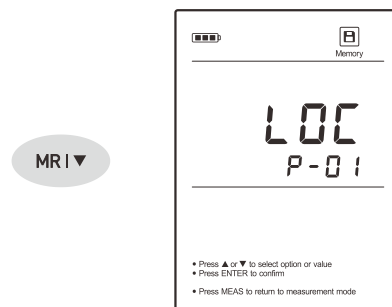 Memory
LOC
MR I ▼
P-01
• Press ▲ or ▼ to select option or value
• Press ENTER to confirm
• Press MEAS to return to measurement mode